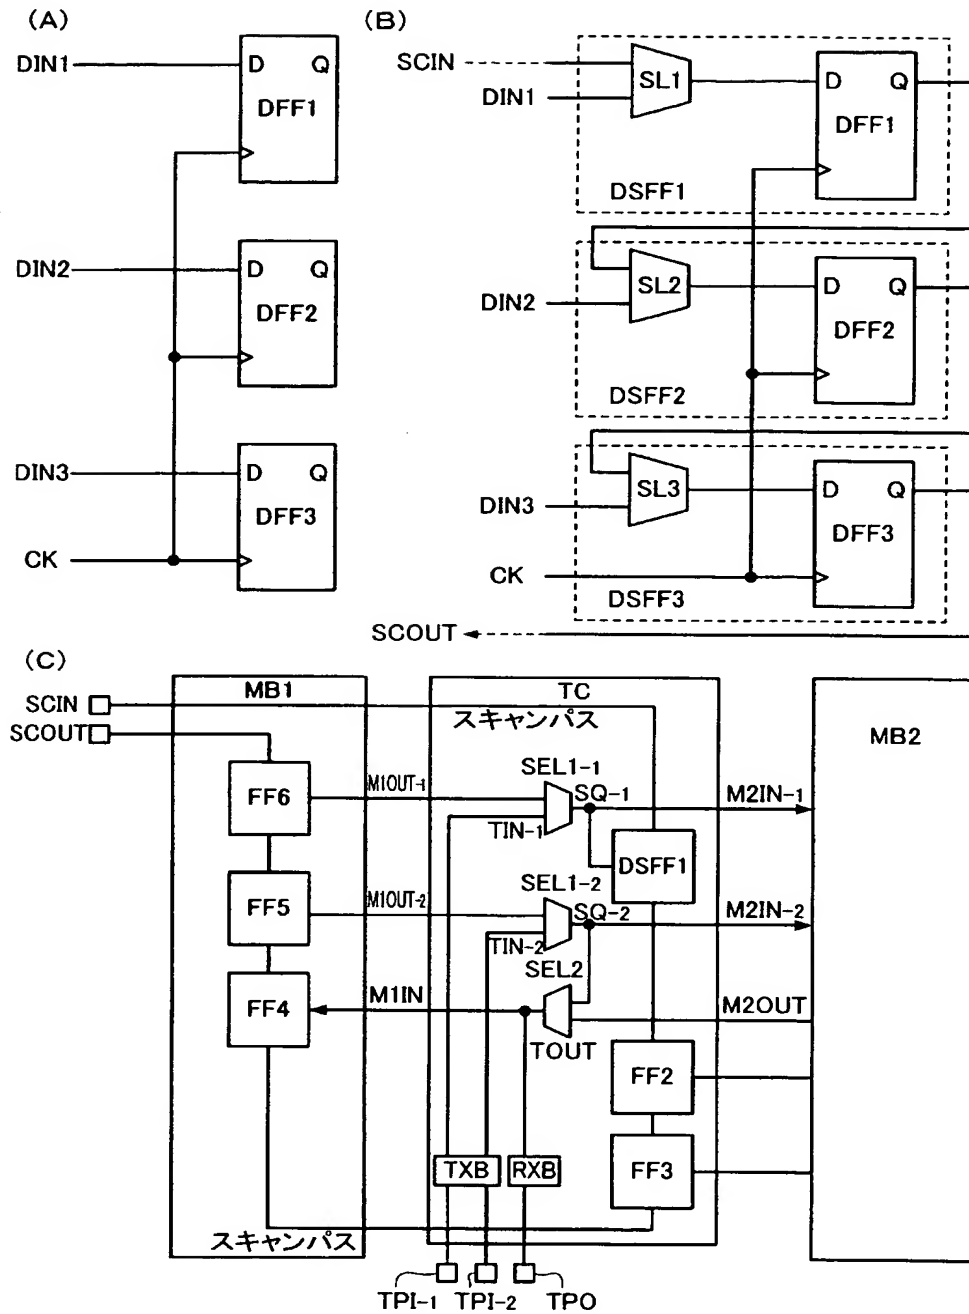 (A)
DIN1
D Q
DFF1
DIN2
D Q
DFF2
DIN3
D Q
DFF3
CK
(B)
SCIN
DIN1
SL1
D Q
DFF1
DSFF1
DIN2
SL2
D Q
DFF2
DSFF2
DIN3
SL3
D Q
DFF3
CK
DSFF3
SCOUT
(C)
MB1
TC
MB2
SCIN
スキャンパス
SCOUT
SEL1-1
FF6
M1OUT-1
SQ-1
M2IN-1
TIN-1
DSFF1
SEL1-2
FF5
M1OUT-2
SQ-2
M2IN-2
TIN-2
SEL2
FF4
M1IN
M2OUT
TOUT
FF2
TXB
RXB
FF3
スキャンパス
TPI-1
TPI-2
TPO